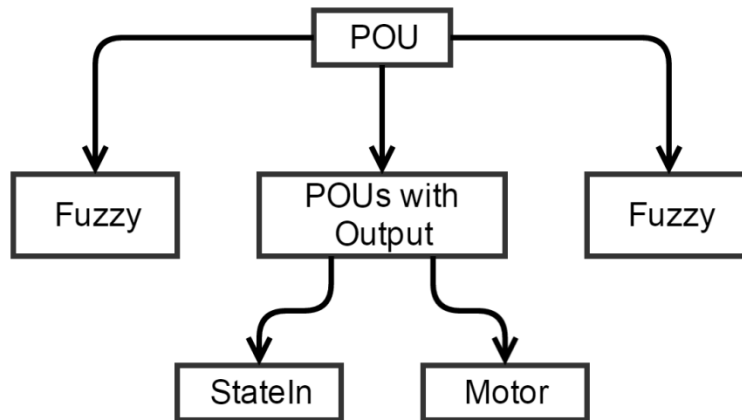 POU
Fuzzy
POUs with
Output
Fuzzy
StateIn
Motor